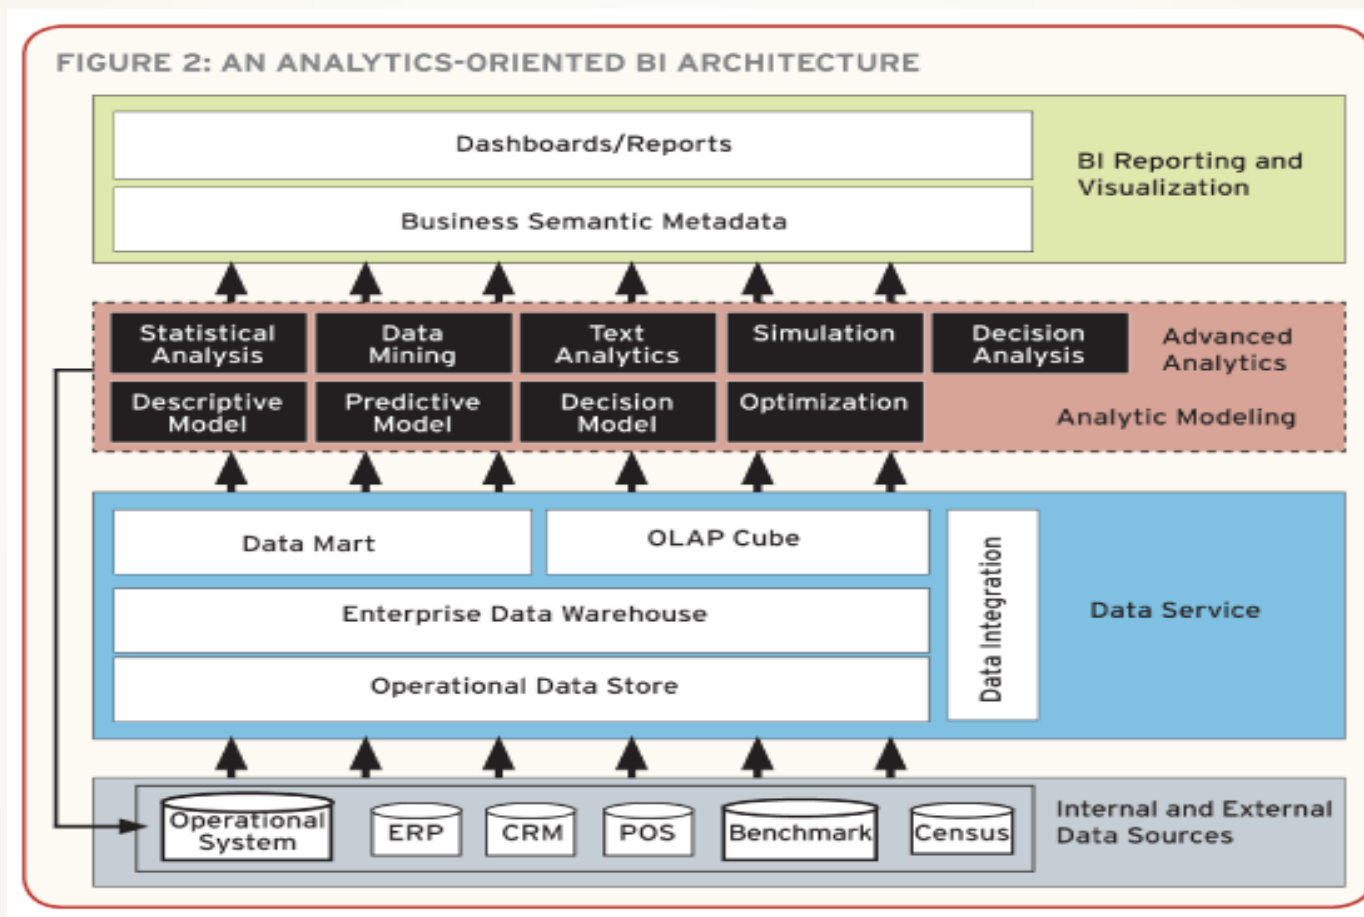 FIGURE 2: AN ANALYTICS-ORIENTED BI ARCHITECTURE
Dashboards/Reports
Business Semantic Metadata
BI Reporting and
Visualization
Statistical
Analysis
Data
Mining
Text
Analytics
Simulation
Decision
Analysis
Advanced
Analytics
Descriptive
Model
Predictive
Model
Decision
Model
Optimization
Analytic Modeling
Data Mart
OLAP Cube
Enterprise Data Warehouse
Operational Data Store
Data Integration
Data Service
Operational
System
ERP
CRM
POS
Benchmark
Census
Internal and External
Data Sources